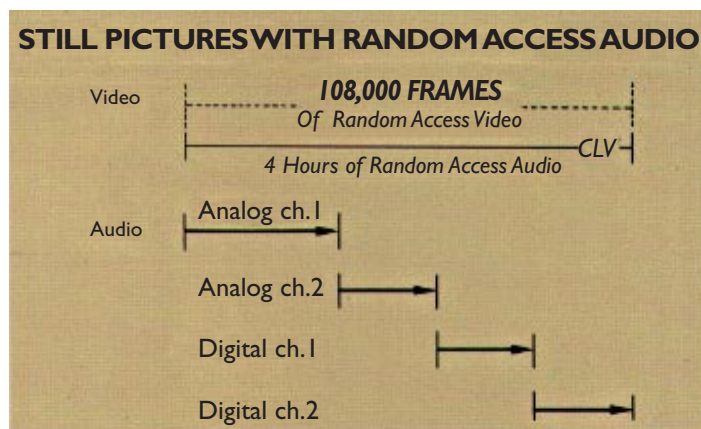 STILL PICTURES WITH RANDOM ACCESS AUDIO
Video
108,000 FRAMES
Of Random Access Video
CLV
4 Hours of Random Access Audio
Audio
Analog ch.1
Analog ch.2
Digital ch.1
Digital ch.2